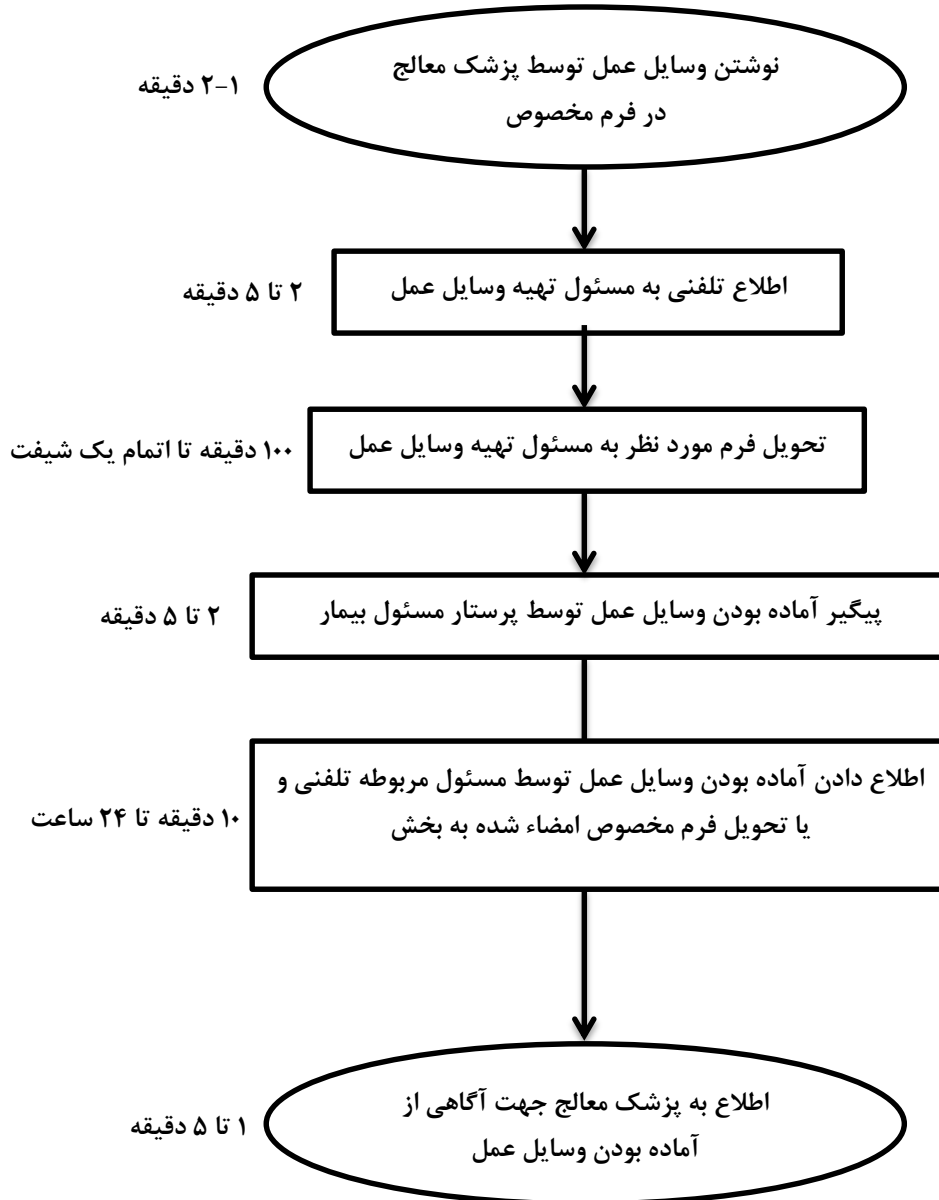 نوشتن وسایل عمل توسط پزشک معالج
در فرم مخصوص
۱-۲ دقیقه
اطلاع تلفنی به مسئول تهیه وسایل عمل
۲ تا ۵ دقیقه
تحویل فرم مورد نظر به مسئول تهیه وسایل عمل
۱۰۰ دقیقه تا اتمام یک شیفت
پیگیر آماده بودن وسایل عمل توسط پرستار مسئول بیمار
۲ تا ۵ دقیقه
اطلاع دادن آماده بودن وسایل عمل توسط مسئول مربوطه تلفنی و
یا تحویل فرم مخصوص امضاء شده به بخش
۱۰ دقیقه تا ۲۴ ساعت
اطلاع به پزشک معالج جهت آگاهی از
آماده بودن وسایل عمل
۱ تا ۵ دقیقه